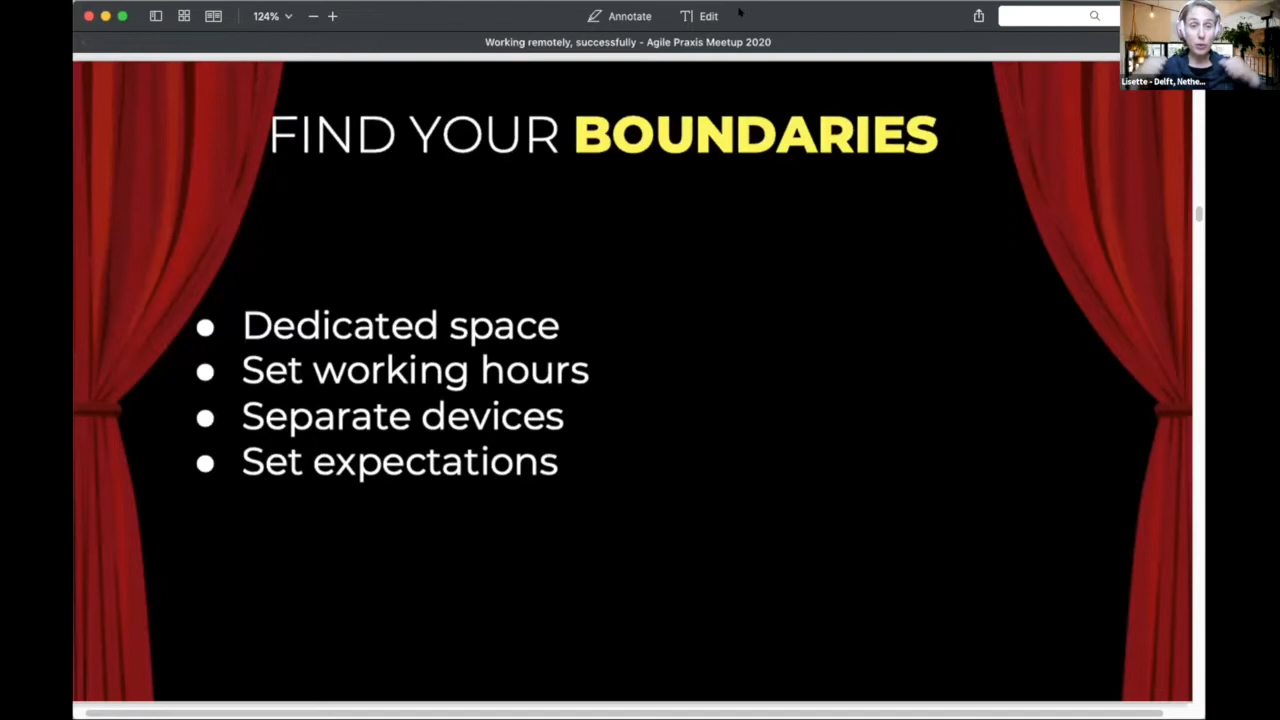 124%
Annotate
Edit
Working remotely, successfully - Agile Praxis Meetup 2020
Lisette - Delft, Nethe...
FIND YOUR BOUNDARIES
● Dedicated space
● Set working hours
● Separate devices
● Set expectations